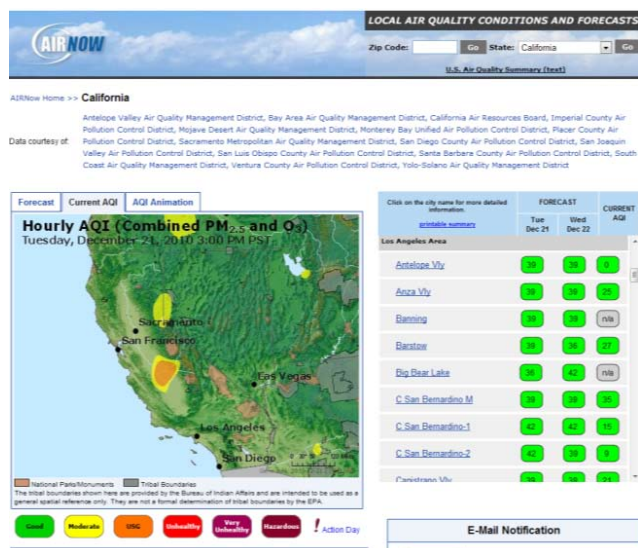 LOCAL AIR QUALITY CONDITIONS AND FORECASTS
AIRNOW
Zip Code: Go State: California Go
U.S. Air Quality Summary (text)
AIRNow Home >> California
Antelope Valley Air Quality Management District, Bay Area Air Quality Management District, California Air Resources Board, Imperial County Air
Pollution Control District, Mojave Desert Air Quality Management District, Monterey Bay Unified Air Pollution Control District, Placer County Air
Data courtesy of: Pollution Control District, Sacramento Metropolitan Air Quality Management District, San Diego County Air Pollution Control District, San Joaquin
Valley Air Pollution Control District, San Luis Obispo County Air Pollution Control District, Santa Barbara County Air Pollution Control District, South
Coast Air Quality Management District, Ventura County Air Pollution Control District, Yolo-Solano Air Quality Management District
Forecast Current AQI AQI Animation
Hourly AQI (Combined PM2.5 and O3)
Tuesday, December 21, 2010 3:00 PM PST
Sacramento
San Francisco
Las Vegas
Los Angeles
San Diego
National Parks/Monuments Tribal Boundaries
The tribal boundaries shown here are provided by the Bureau of Indian Affairs and are intended to be used as a
general spatial reference only. They are not a formal determination of tribal boundaries by the EPA.
Good Moderate USG Unhealthy Very Unhealthy Hazardous ! Action Day
Click on the city name for more detailed
information.
printable summary
FORECAST
Tue Dec 21
Wed Dec 22
CURRENT AQI
Los Angeles Area
Antelope Vly 39 39 0
Anza Vly 39 39 25
Banning 39 39 n/a
Barstow 39 36 27
Big Bear Lake 36 42 n/a
C San Bernardino M 39 39 35
C San Bernardino-1 42 42 15
C San Bernardino-2 42 39 9
Capistrano Vly 39 39 21
E-Mail Notification